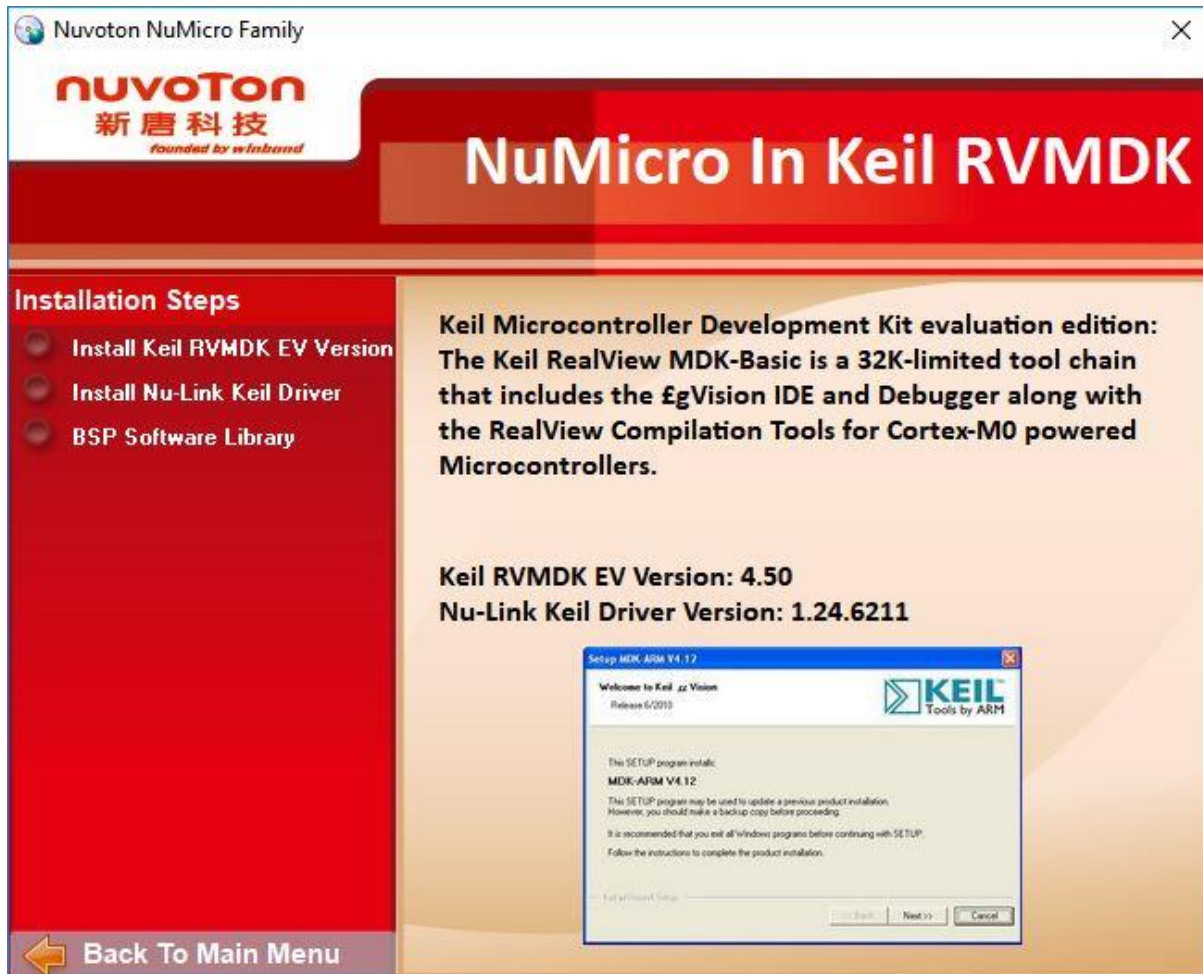 Nuvoton NuMicro Family
nuvoTon
新唐科技
founded by winbond
NuMicro In Keil RVMDK
Installation Steps
Install Keil RVMDK EV Version
Install Nu-Link Keil Driver
BSP Software Library
Keil Microcontroller Development Kit evaluation edition:
The Keil RealView MDK-Basic is a 32K-limited tool chain
that includes the £gVision IDE and Debugger along with
the RealView Compilation Tools for Cortex-M0 powered
Microcontrollers.
Keil RVMDK EV Version: 4.50
Nu-Link Keil Driver Version: 1.24.6211
Setup MDK-ARM V4.12
Welcome to Keil µ Vision
Release 6/2010
KEIL™
Tools by ARM
This SETUP program installs:
MDK-ARM V4.12
This SETUP program may be used to update a previous product installation.
However, you should make a backup copy before proceeding.
It is recommended that you exit all Windows programs before continuing with SETUP.
Follow the instructions to complete the product installation.
Setup
<< Back
Next >>
Cancel
Back To Main Menu